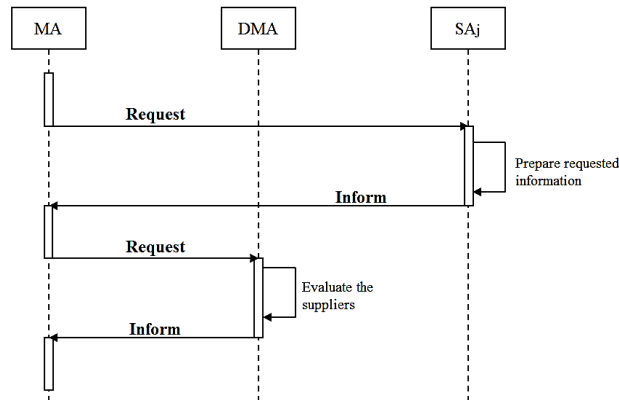 MA
DMA
SAj
Request
Prepare requested
information
Inform
Request
Evaluate the
suppliers
Inform